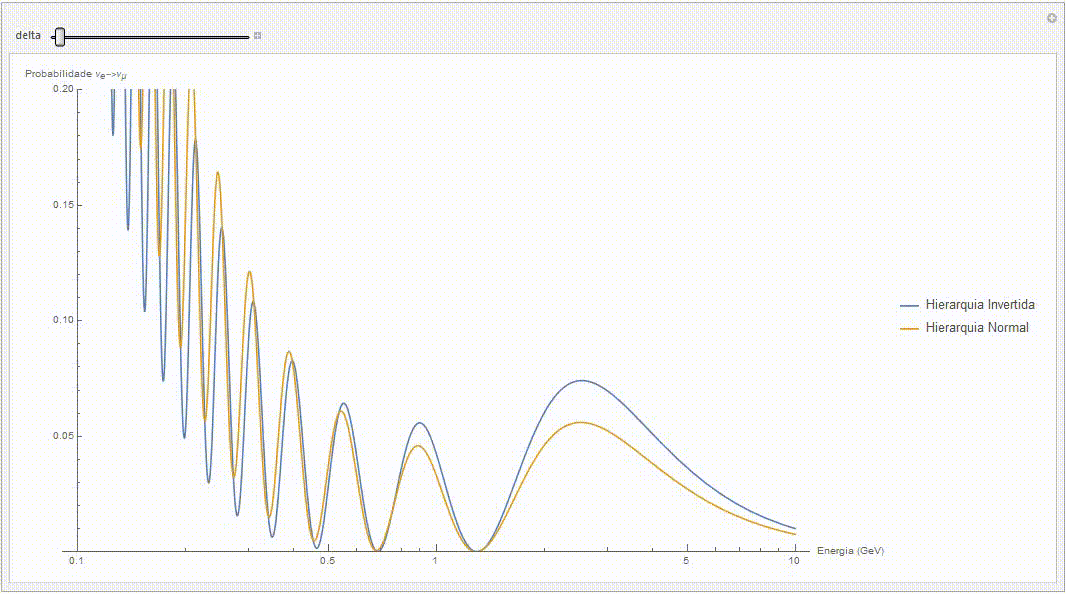 delta
Probabilidade νe->νμ
0.20
0.15
0.10
0.05
0.1
0.5
1
5
10
Energia (GeV)
Hierarquia Invertida
Hierarquia Normal